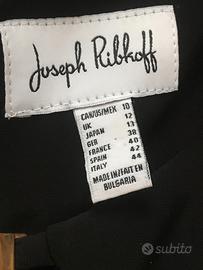 Joseph Ribkoff
CAN/US/MEX 10
UK 12
JAPAN 13
GER 38
FRANCE 40
SPAIN 42
ITALY 44
MADE IN/FAIT EN
BULGARIA
subito